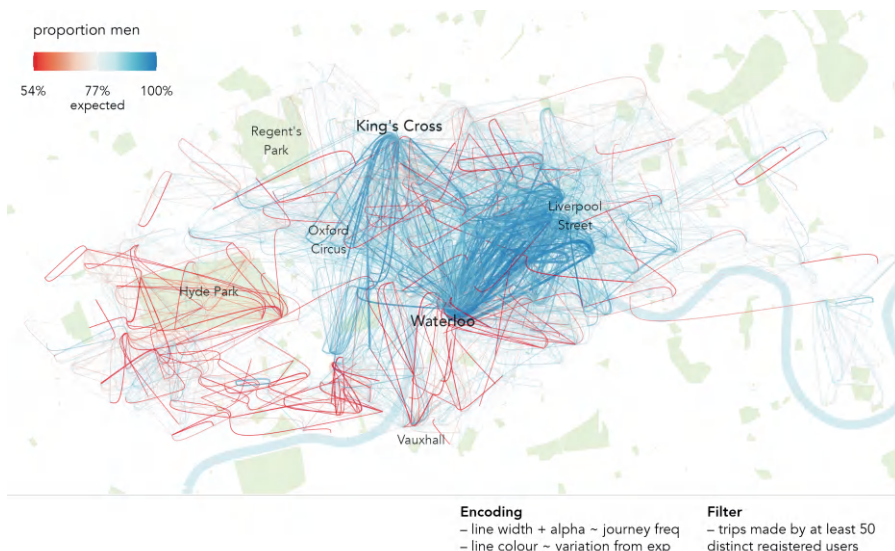 proportion men
54% 77% 100%
expected
Regent's
Park
King's Cross
Oxford
Circus
Liverpool
Street
Hyde Park
Waterloo
Vauxhall
Encoding
– line width + alpha ~ journey freq
– line colour ~ variation from exp
Filter
– trips made by at least 50
distinct registered users